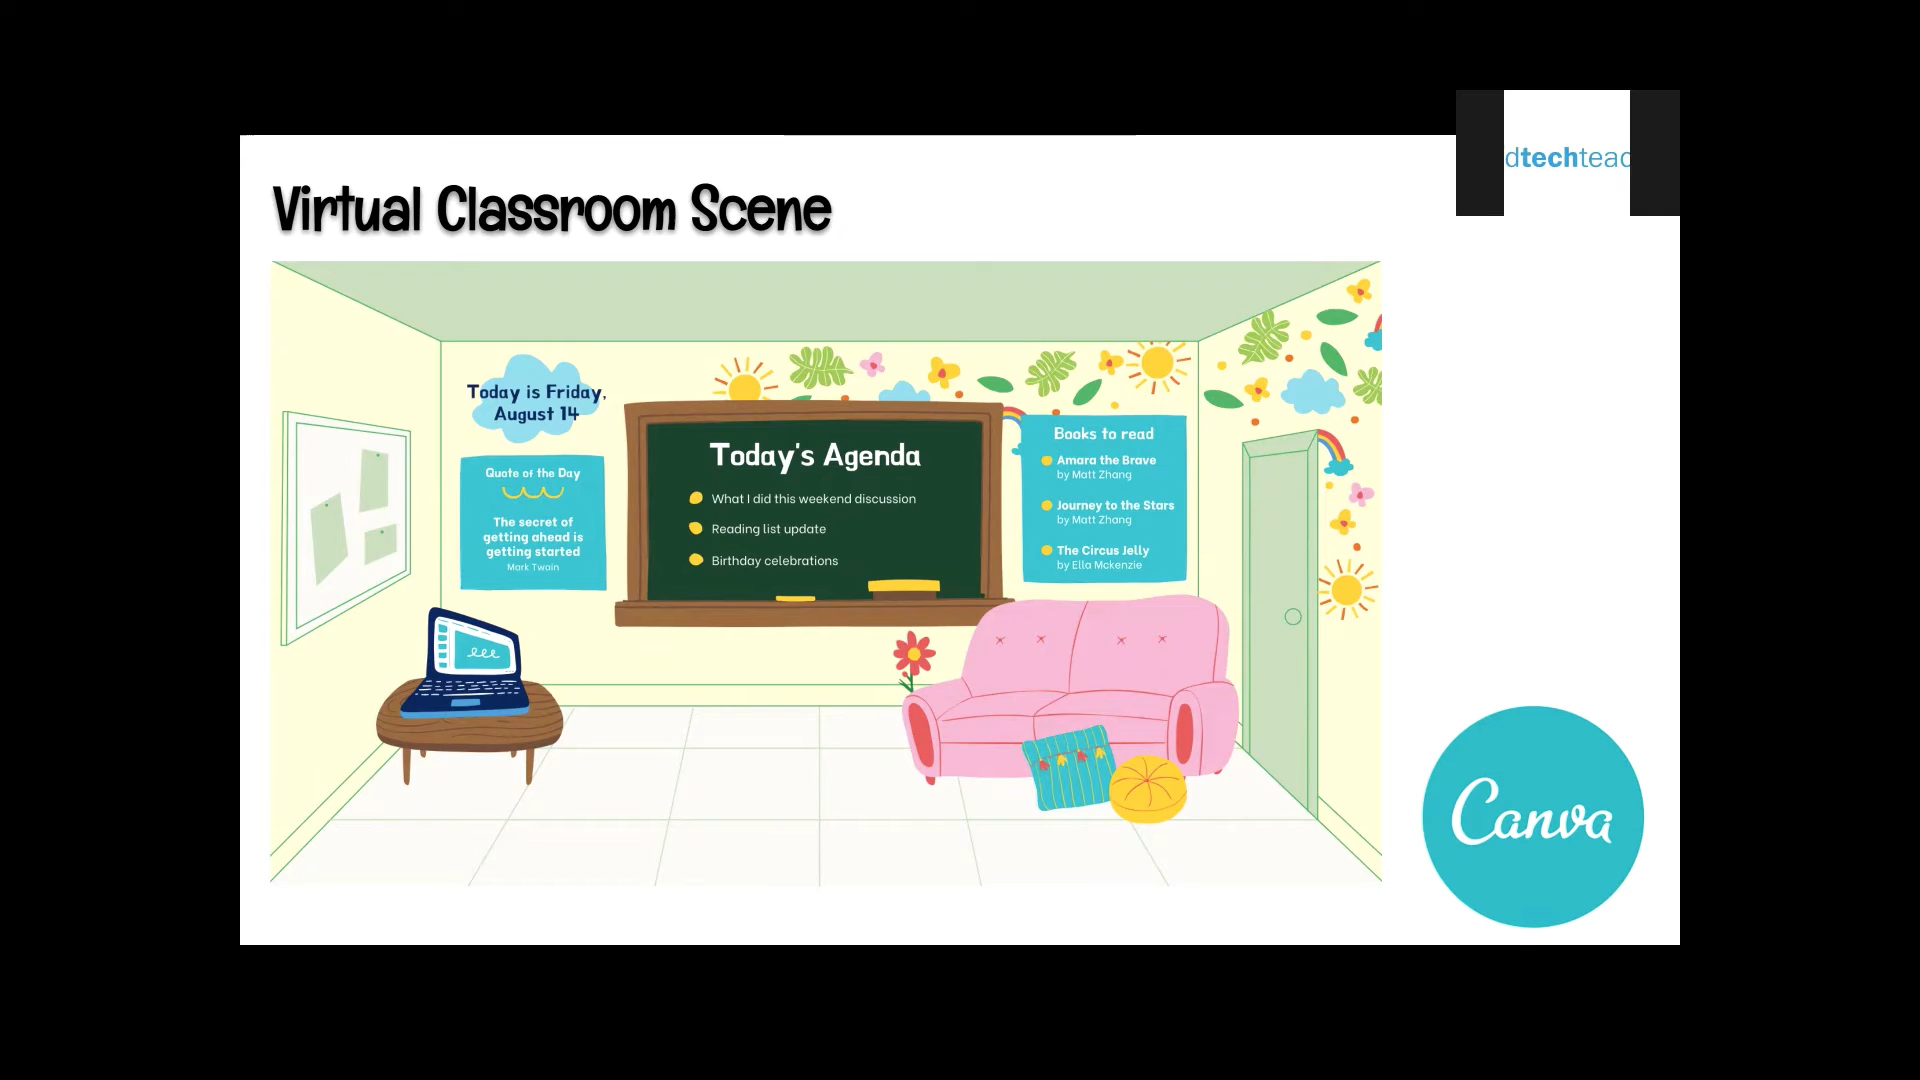 dtechteac
Virtual Classroom Scene
Today is Friday,
August 14
Quote of the Day
The secret of
getting ahead is
getting started
Mark Twain
Today's Agenda
What I did this weekend discussion
Reading list update
Birthday celebrations
Books to read
Amara the Brave
by Matt Zhang
Journey to the Stars
by Matt Zhang
The Circus Jelly
by Ella Mckenzie
Canva